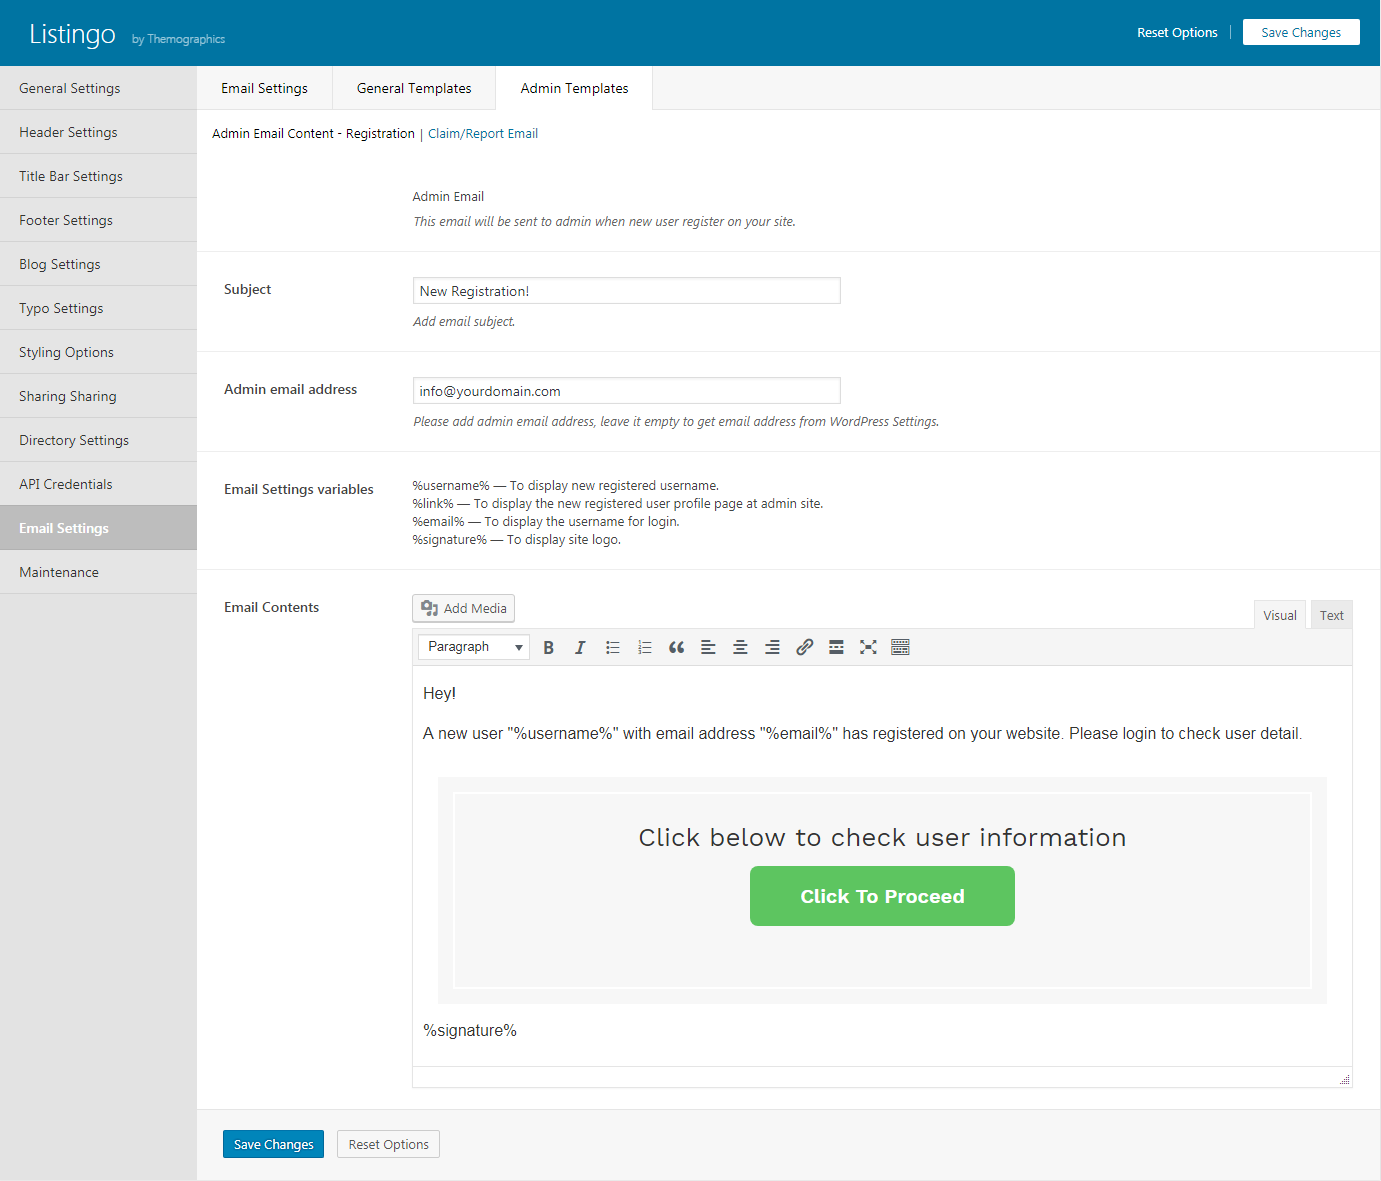 Listingo by Themographics
Reset Options | Save Changes
General Settings
Header Settings
Title Bar Settings
Footer Settings
Blog Settings
Typo Settings
Styling Options
Sharing Sharing
Directory Settings
API Credentials
Email Settings
Maintenance
Email Settings General Templates Admin Templates
Admin Email Content - Registration | Claim/Report Email
Admin Email
This email will be sent to admin when new user register on your site.
Subject
New Registration!
Add email subject.
Admin email address
info@yourdomain.com
Please add admin email address, leave it empty to get email address from WordPress Settings.
Email Settings variables
%username% — To display new registered username.
%link% — To display the new registered user profile page at admin site.
%email% — To display the username for login.
%signature% — To display site logo.
Email Contents
Add Media
Visual Text
Paragraph
Hey!
A new user "%username%" with email address "%email%" has registered on your website. Please login to check user detail.
Click below to check user information
Click To Proceed
%signature%
Save Changes Reset Options